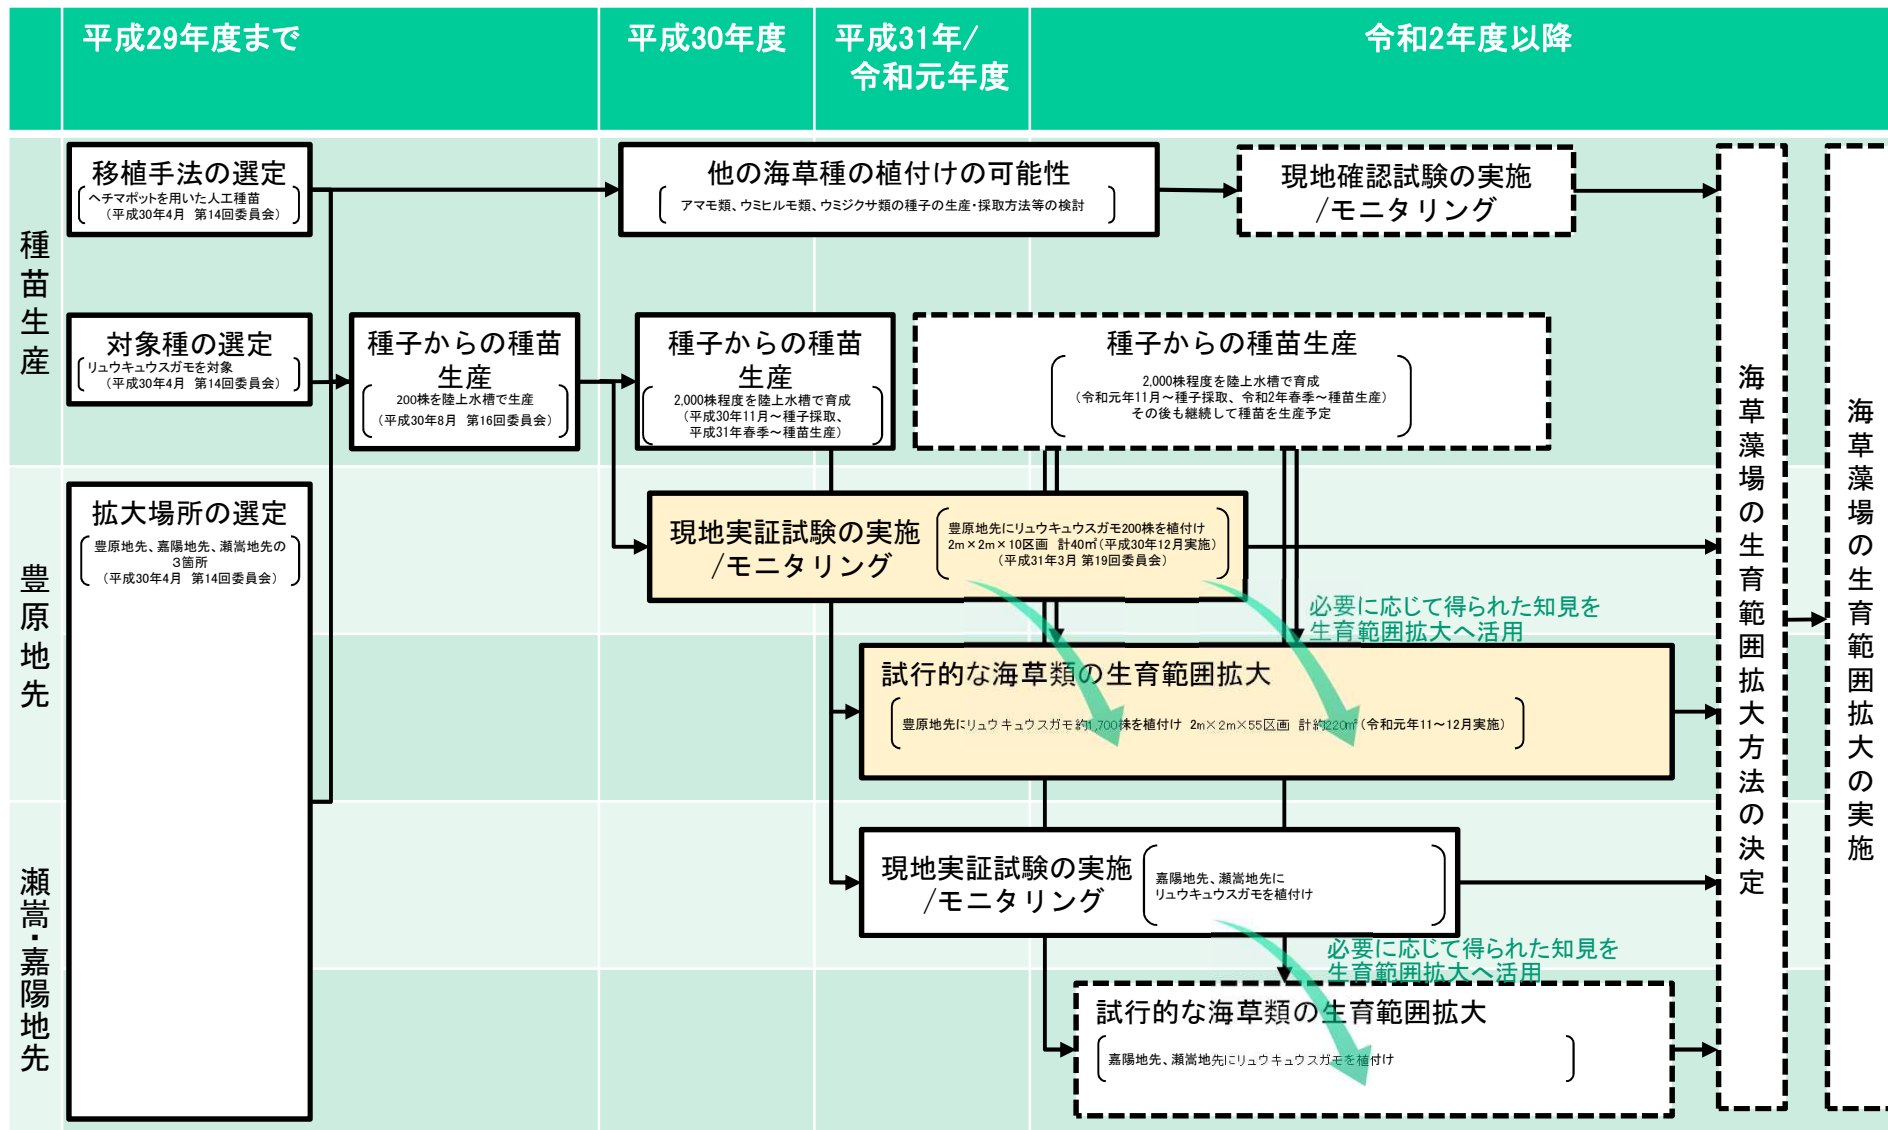 平成29年度まで
平成30年度
平成31年/
令和元年度
令和2年度以降
種苗生産
移植手法の選定
ヘチマポットを用いた人工種苗
(平成30年4月 第14回委員会)
他の海草種の植付けの可能性
アマモ類、ウミヒルモ類、ウミジクサ類の種子の生産・採取方法等の検討
現地確認試験の実施
/モニタリング
対象種の選定
リュウキュウスガモを対象
(平成30年4月 第14回委員会)
種子からの種苗
生産
200株を陸上水槽で生産
(平成30年8月 第16回委員会)
種子からの種苗
生産
2,000株程度を陸上水槽で育成
(平成30年11月～種子採取、
平成31年春季～種苗生産)
種子からの種苗生産
2,000株程度を陸上水槽で育成
(令和元年11月～種子採取、令和2年春季～種苗生産)
その後も継続して種苗を生産予定
豊原地先
拡大場所の選定
豊原地先、嘉陽地先、瀬嵩地先の
3箇所
(平成30年4月 第14回委員会)
現地実証試験の実施
/モニタリング
豊原地先にリュウキュウスガモ200株を植付け
2m×2m×10区画 計40㎡(平成30年12月実施)
(平成31年3月 第19回委員会)
必要に応じて得られた知見を
生育範囲拡大へ活用
試行的な海草類の生育範囲拡大
豊原地先にリュウキュウスガモ約1,700株を植付け 2m×2m×55区画 計約220㎡(令和元年11～12月実施)
瀬嵩・嘉陽地先
現地実証試験の実施
/モニタリング
嘉陽地先、瀬嵩地先に
リュウキュウスガモを植付け
必要に応じて得られた知見を
生育範囲拡大へ活用
試行的な海草類の生育範囲拡大
嘉陽地先、瀬嵩地先にリュウキュウスガモを植付け
海草藻場の生育範囲拡大方法の決定
海草藻場の生育範囲拡大の実施